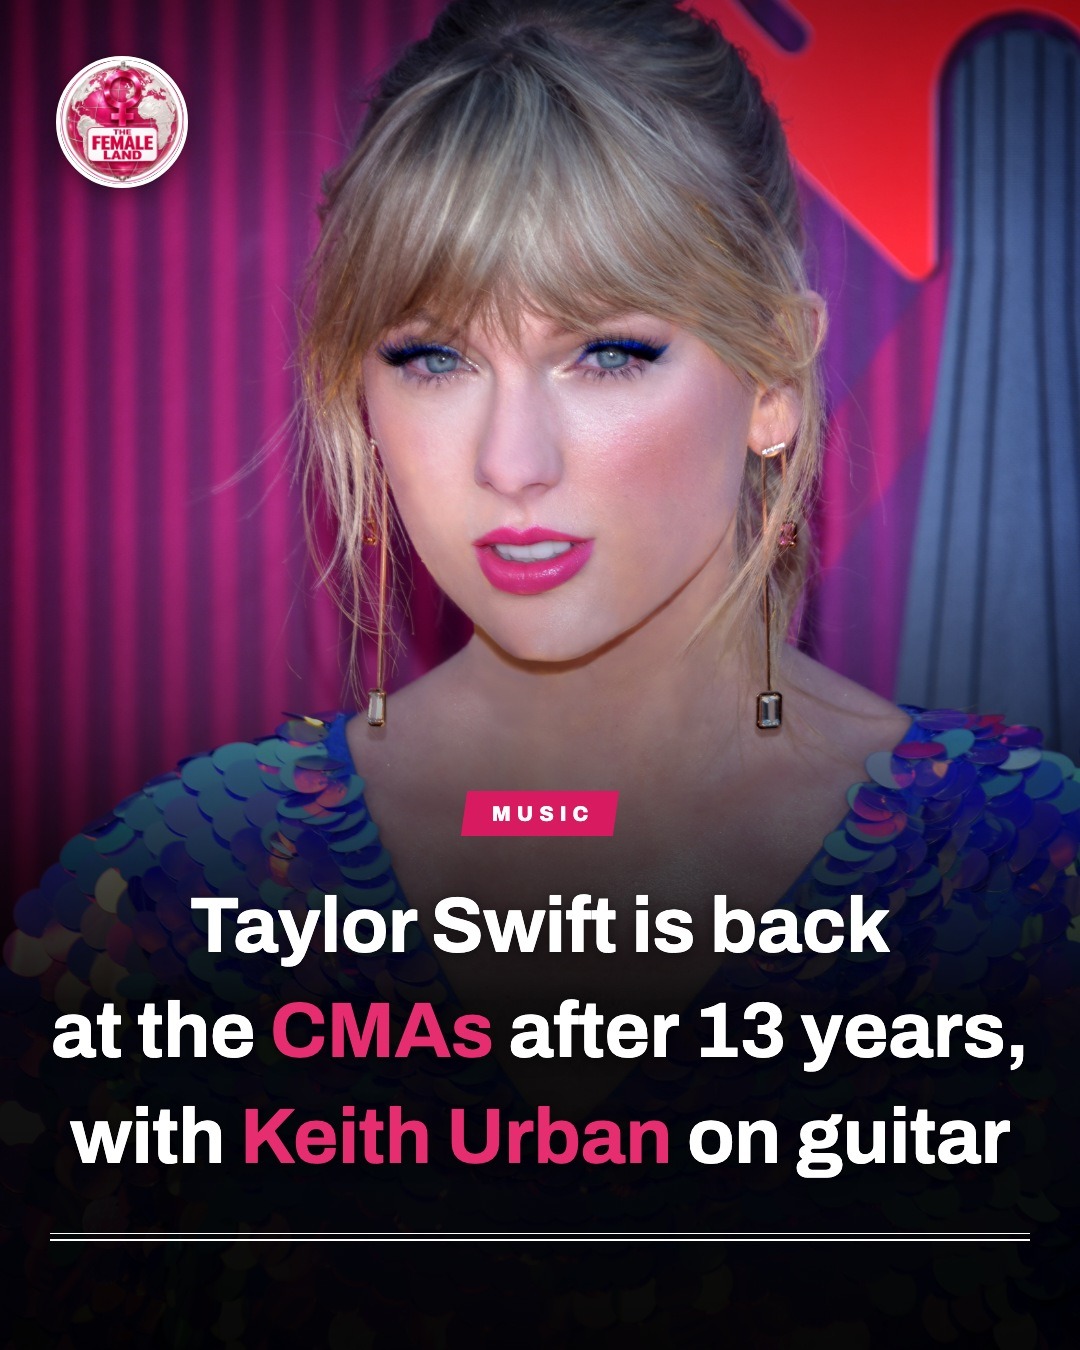 THE
FEMALE
LAND
MUSIC
Taylor Swift is back
at the CMAs after 13 years,
with Keith Urban on guitar